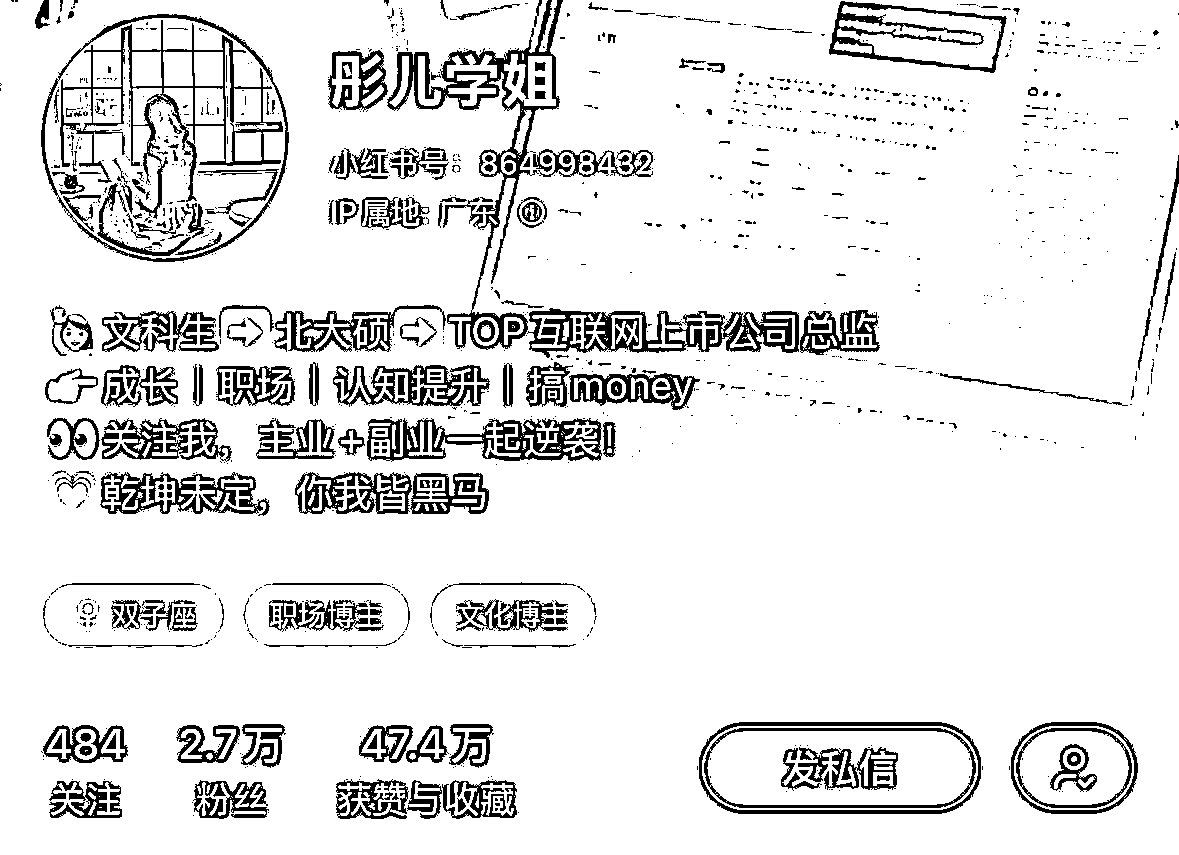 彤儿学姐
小红书号：864998432
IP属地：广东
文科生➡北大硕➡TOP互联网上市公司总监
👉成长｜职场｜认知提升｜搞money
👀关注我，主业+副业一起逆袭！
乾坤未定，你我皆黑马
♀双子座 职场博主 文化博主
484 2.7万 47.4万
关注 粉丝 获赞与收藏
发私信